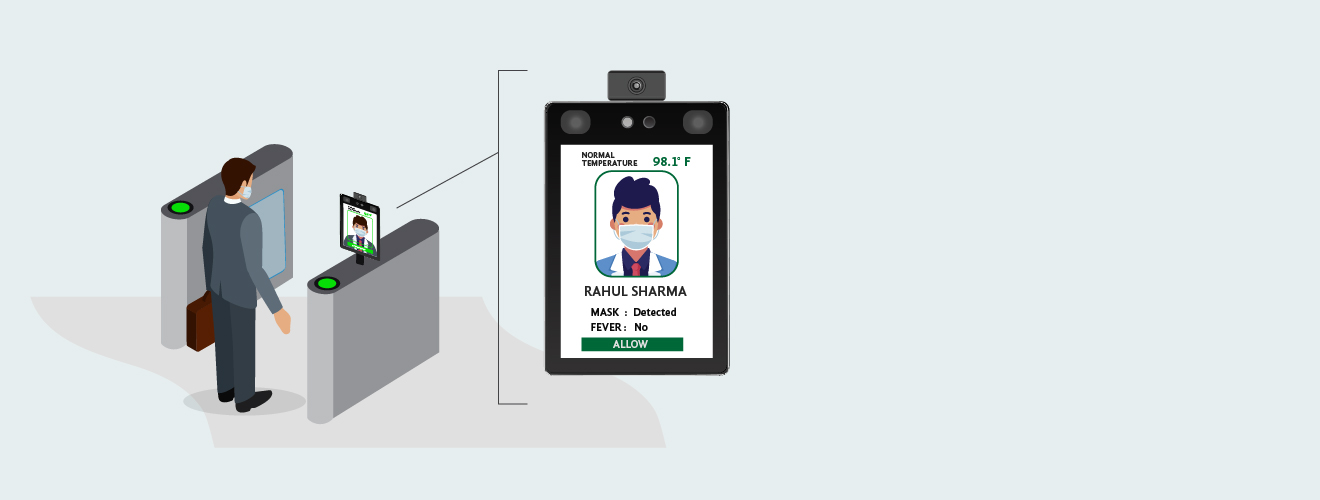 NORMAL
TEMPERATURE 98.1° F
RAHUL SHARMA
MASK : Detected
FEVER : No
ALLOW